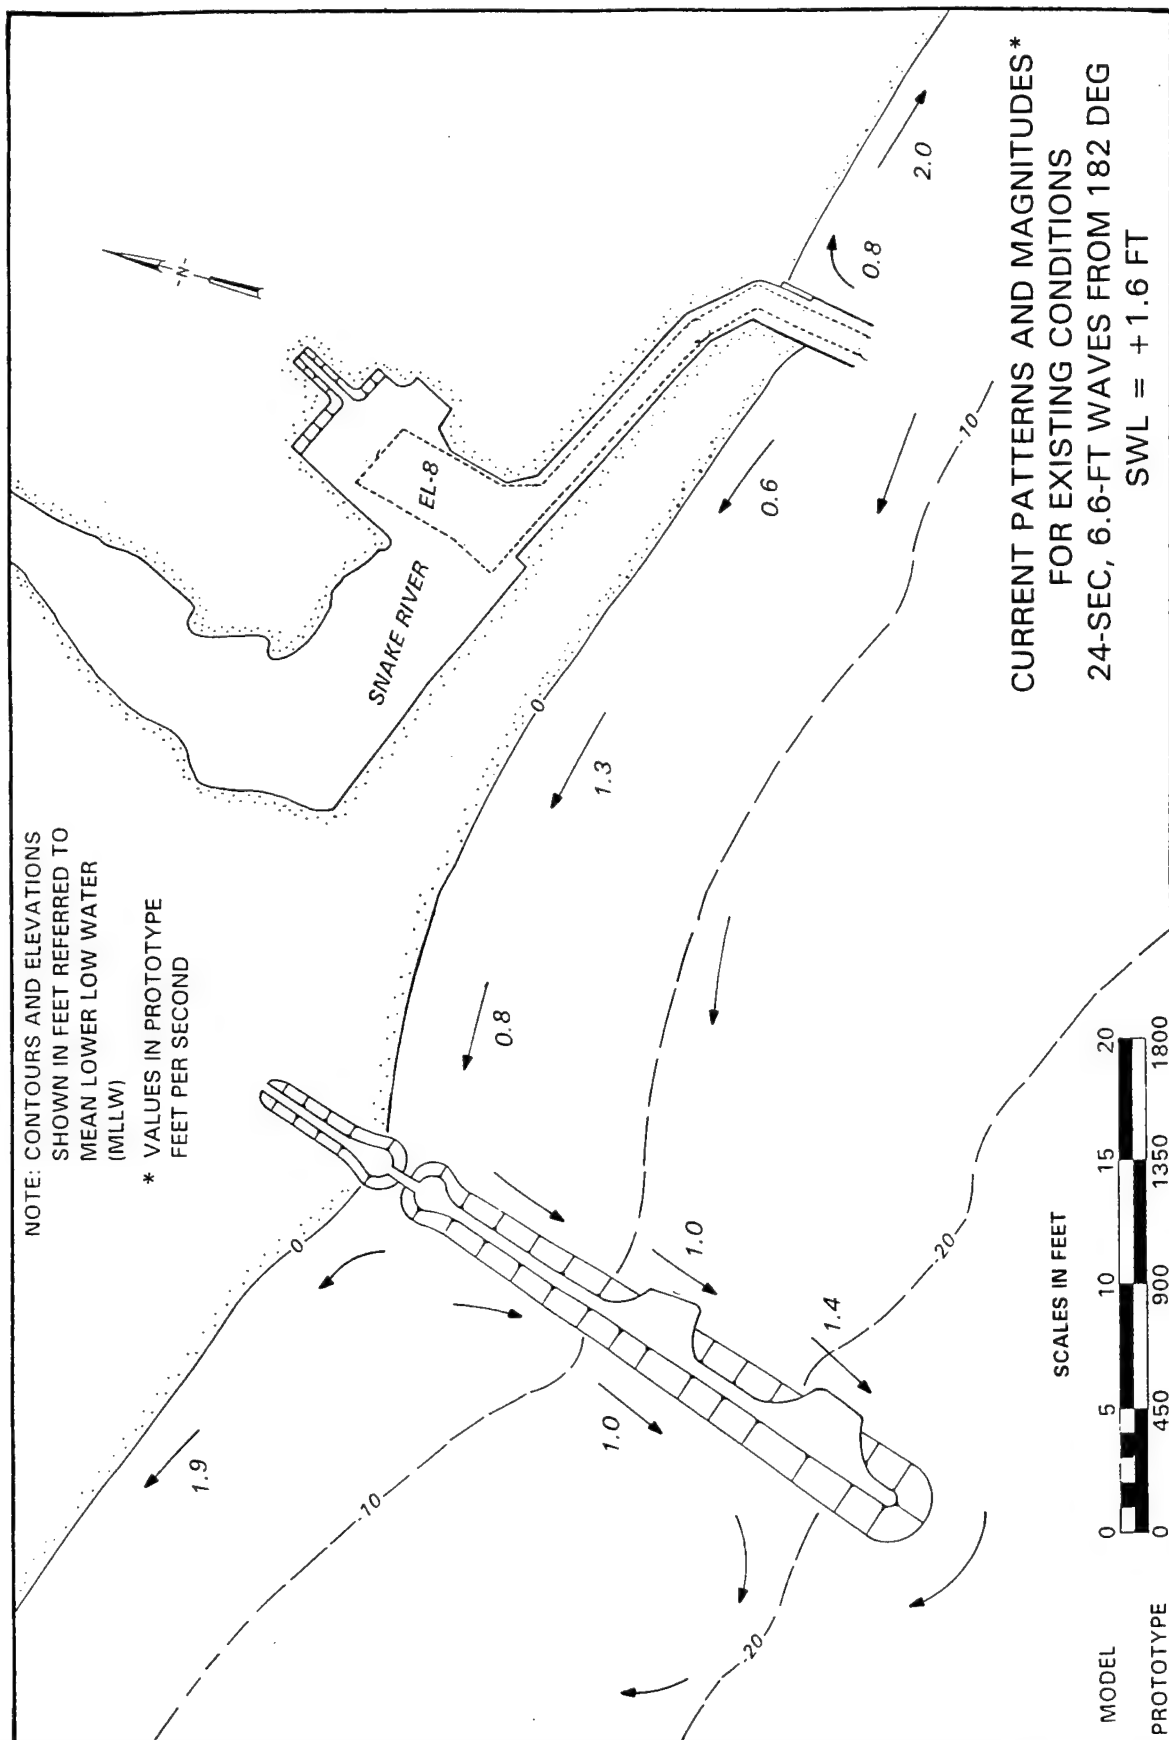 NOTE: CONTOURS AND ELEVATIONS
SHOWN IN FEET REFERRED TO
MEAN LOWER LOW WATER
(MLLW)
* VALUES IN PROTOTYPE
FEET PER SECOND
-N-
SNAKE RIVER
EL-8
0
0
-10
-10
-20
-20
1.9
1.0
1.0
1.4
0.8
1.3
0.6
0.8
2.0
SCALES IN FEET
MODEL 0 5 10 15 20
PROTOTYPE 0 450 900 1350 1800
CURRENT PATTERNS AND MAGNITUDES*
FOR EXISTING CONDITIONS
24-SEC, 6.6-FT WAVES FROM 182 DEG
SWL = +1.6 FT